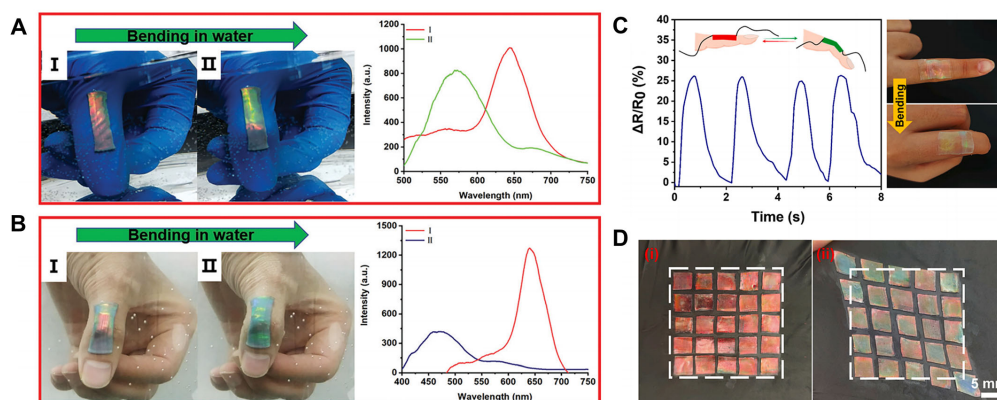 A
Bending in water
I
II
1200
1000
800
600
400
200
0
Intensity (a.u.)
I
II
500
550
600
650
700
750
Wavelength (nm)
B
Bending in water
I
II
1500
1200
900
600
300
0
Intensity (a.u.)
I
II
400
450
500
550
600
650
700
750
Wavelength (nm)
C
40
35
30
25
20
15
10
5
0
ΔR/R0 (%)
0
2
4
6
8
Time (s)
Bending
D
(i)
5 mm